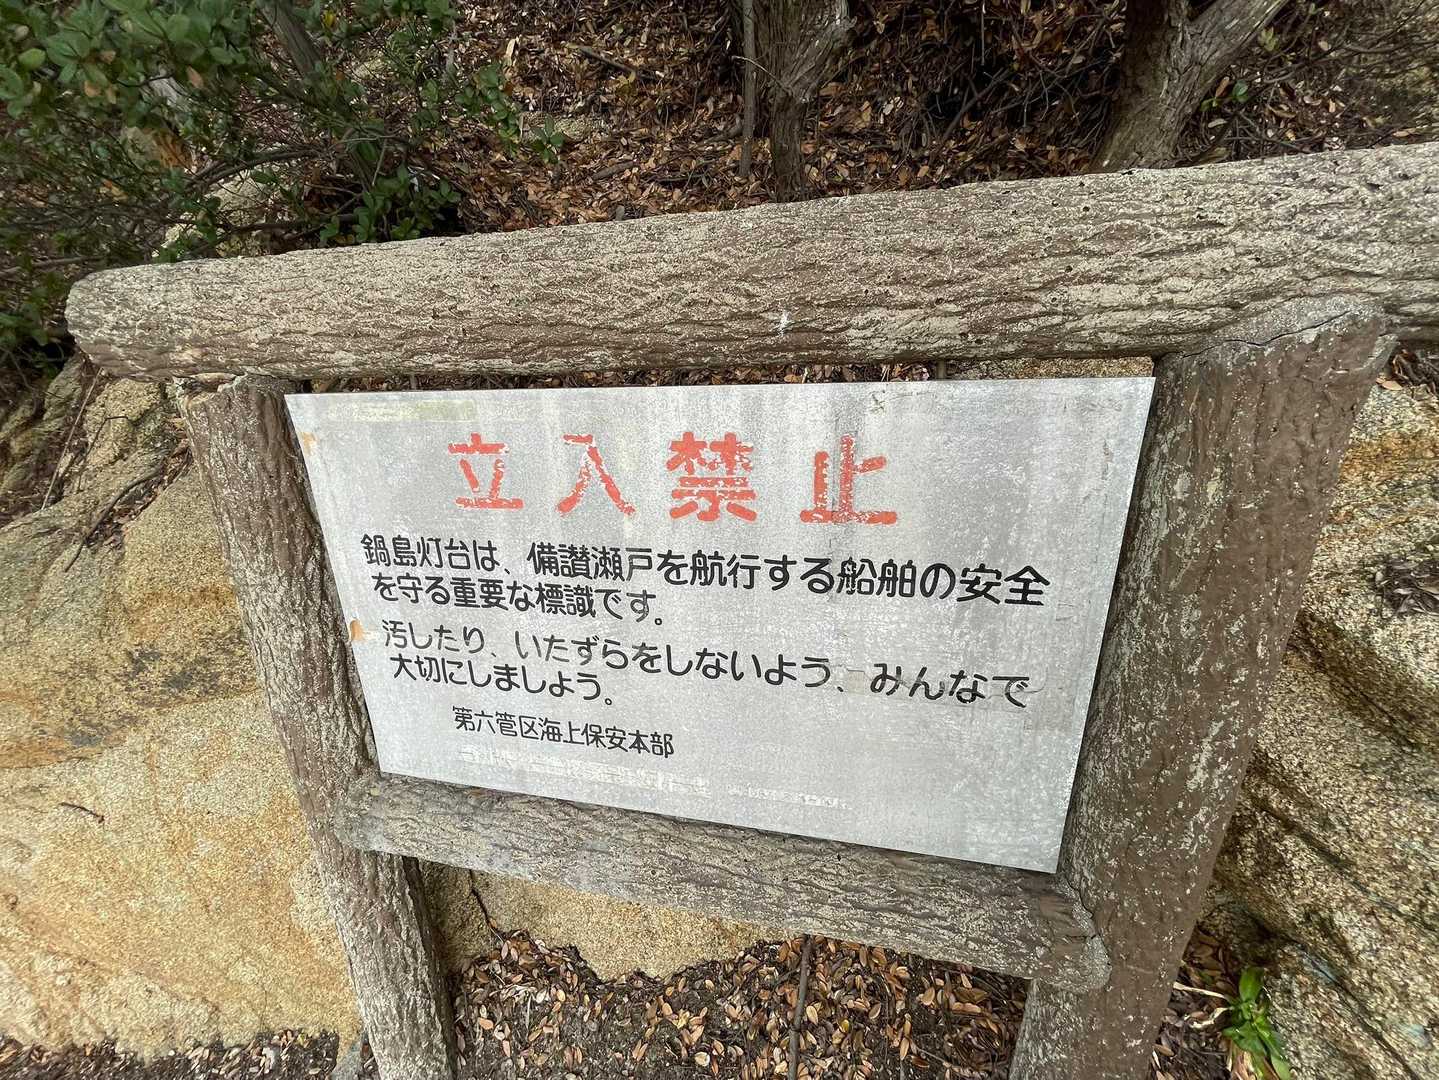 立入禁止
鍋島灯台は、備讃瀬戸を航行する船舶の安全
を守る重要な標識です。
汚したり、いたずらをしないよう、みんなで
大切にしましょう。
第六管区海上保安本部